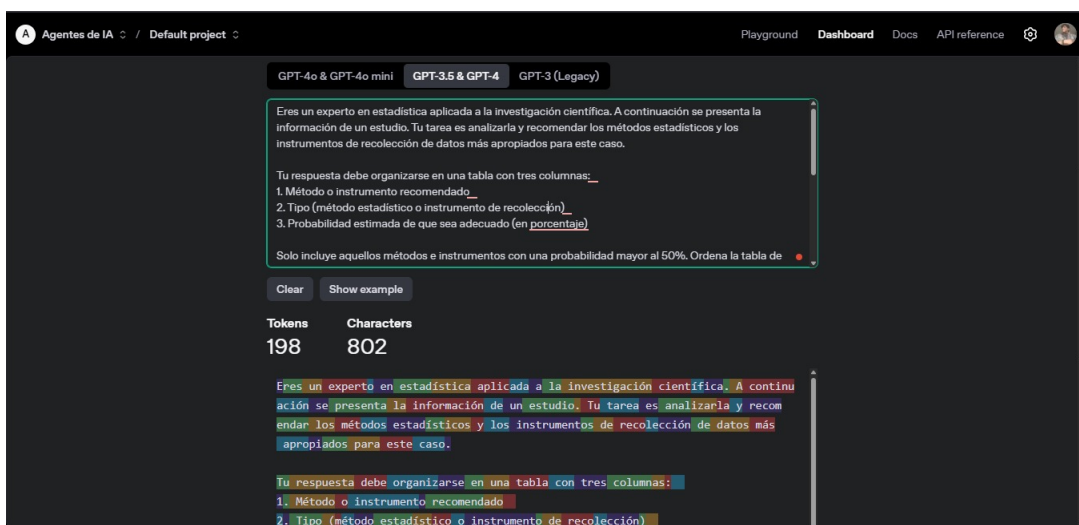 A Agentes de IA / Default project Playground Dashboard Docs API reference
GPT-4o & GPT-4o mini GPT-3.5 & GPT-4 GPT-3 (Legacy)
Eres un experto en estadística aplicada a la investigación científica. A continuación se presenta la
información de un estudio. Tu tarea es analizarla y recomendar los métodos estadísticos y los
instrumentos de recolección de datos más apropiados para este caso.
Tu respuesta debe organizarse en una tabla con tres columnas:
1. Método o instrumento recomendado
2. Tipo (método estadístico o instrumento de recolección)
3. Probabilidad estimada de que sea adecuado (en porcentaje)
Solo incluye aquellos métodos e instrumentos con una probabilidad mayor al 50%. Ordena la tabla de
Clear Show example
Tokens Characters
198 802
Eres un experto en estadística aplicada a la investigación científica. A continu
ación se presenta la información de un estudio. Tu tarea es analizarla y recom
endar los métodos estadísticos y los instrumentos de recolección de datos más
apropiados para este caso.
Tu respuesta debe organizarse en una tabla con tres columnas:
1. Método o instrumento recomendado
2. Tipo (método estadístico o instrumento de recolección)